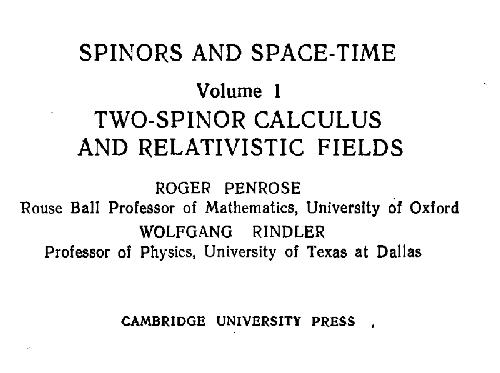 SPINORS AND SPACE-TIME
Volume 1
TWO-SPINOR CALCULUS
AND RELATIVISTIC FIELDS
ROGER PENROSE
Rouse Ball Professor of Mathematics, University of Oxford
WOLFGANG RINDLER
Professor of Physics, University of Texas at Dallas
CAMBRIDGE UNIVERSITY PRESS